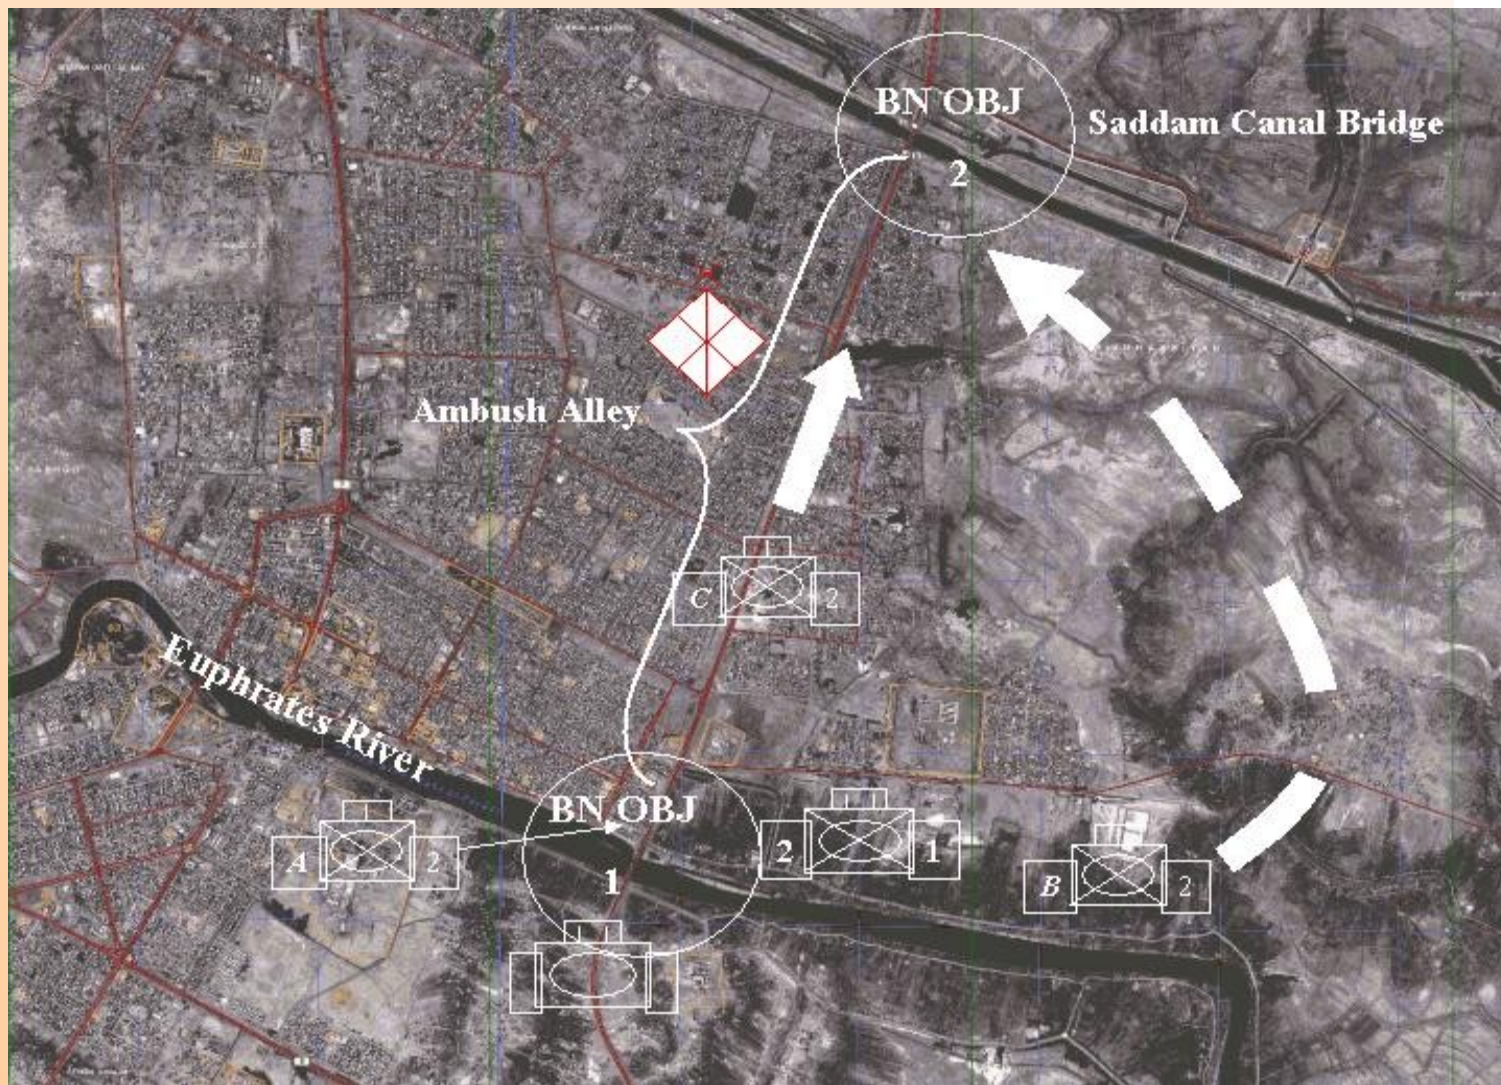 BN OBJ
2
Saddam Canal Bridge
Ambush Alley
C 2
Euphrates River
BN OBJ
1
A 2
2 1
B 2